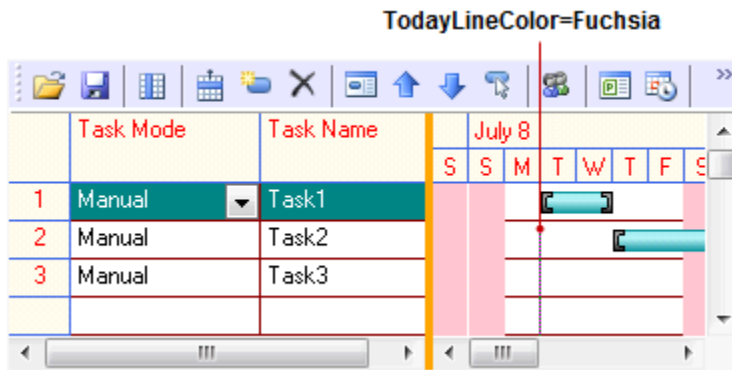 TodayLineColor=Fuchsia
Task Mode Task Name July 8
S S M T W T F S
1 Manual Task1
2 Manual Task2
3 Manual Task3